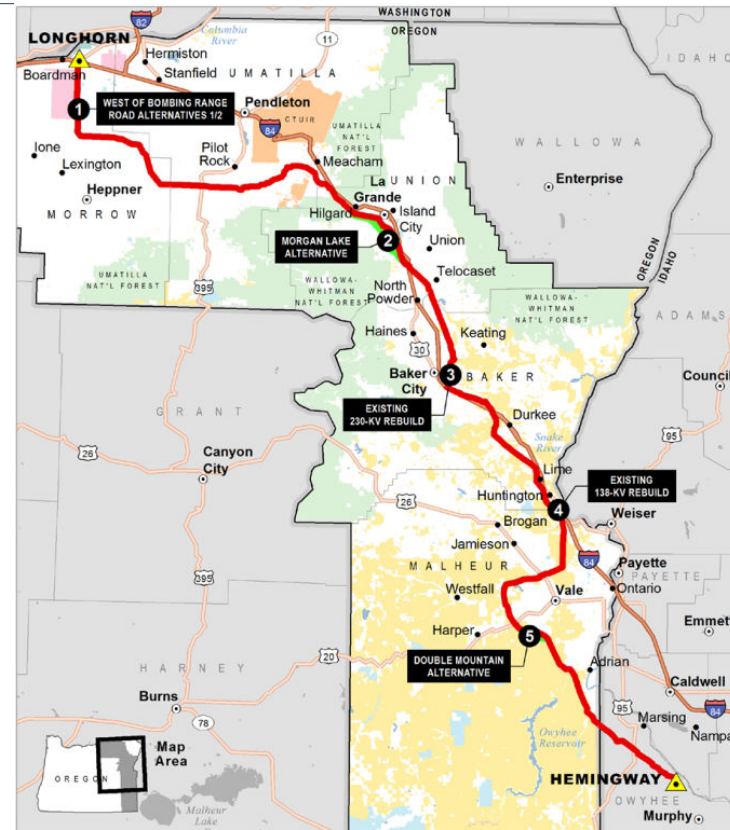 WASHINGTON
OREGON
LONGHORN
82
Columbia
River
11
IDAHO
Boardman
Hermiston
Stanfield
UMATILLA
1
WEST OF BOMBING RANGE
ROAD ALTERNATIVES 1/2
Pendleton
84
CTUIR
UMATILLA
NAT'L FOREST
WALLOWA
Ione
Lexington
Pilot
Rock
Meacham
Heppner
MORROW
La
Grande
UNION
Enterprise
Hilgard
Island
City
2
MORGAN LAKE
ALTERNATIVE
Union
Telocaset
OREGON
IDAHO
UMATILLA
NAT'L FOREST
395
WALLOWA-
WHITMAN
NAT'L FOREST
North
Powder
WALLOWA-
WHITMAN
NAT'L FOREST
ADAMS
Haines
30
Keating
Baker
City
3
BAKER
Council
EXISTING
230-KV REBUILD
GRANT
Durkee
Snake
River
95
26
Canyon
City
Lime
EXISTING
138-KV REBUILD
Huntington
4
26
Brogan
Weiser
Jamieson
84
MALHEUR
Payette
PAYETTE
395
Westfall
Vale
Ontario
Harper
5
Emmett
20
DOUBLE MOUNTAIN
ALTERNATIVE
HARNEY
Adrian
Burns
Caldwell
78
95
84
Marsing
Nampa
Map
Area
OREGON
Owyhee
Reservoir
HEMINGWAY
Malheur
Lake
OWYHEE
Murphy